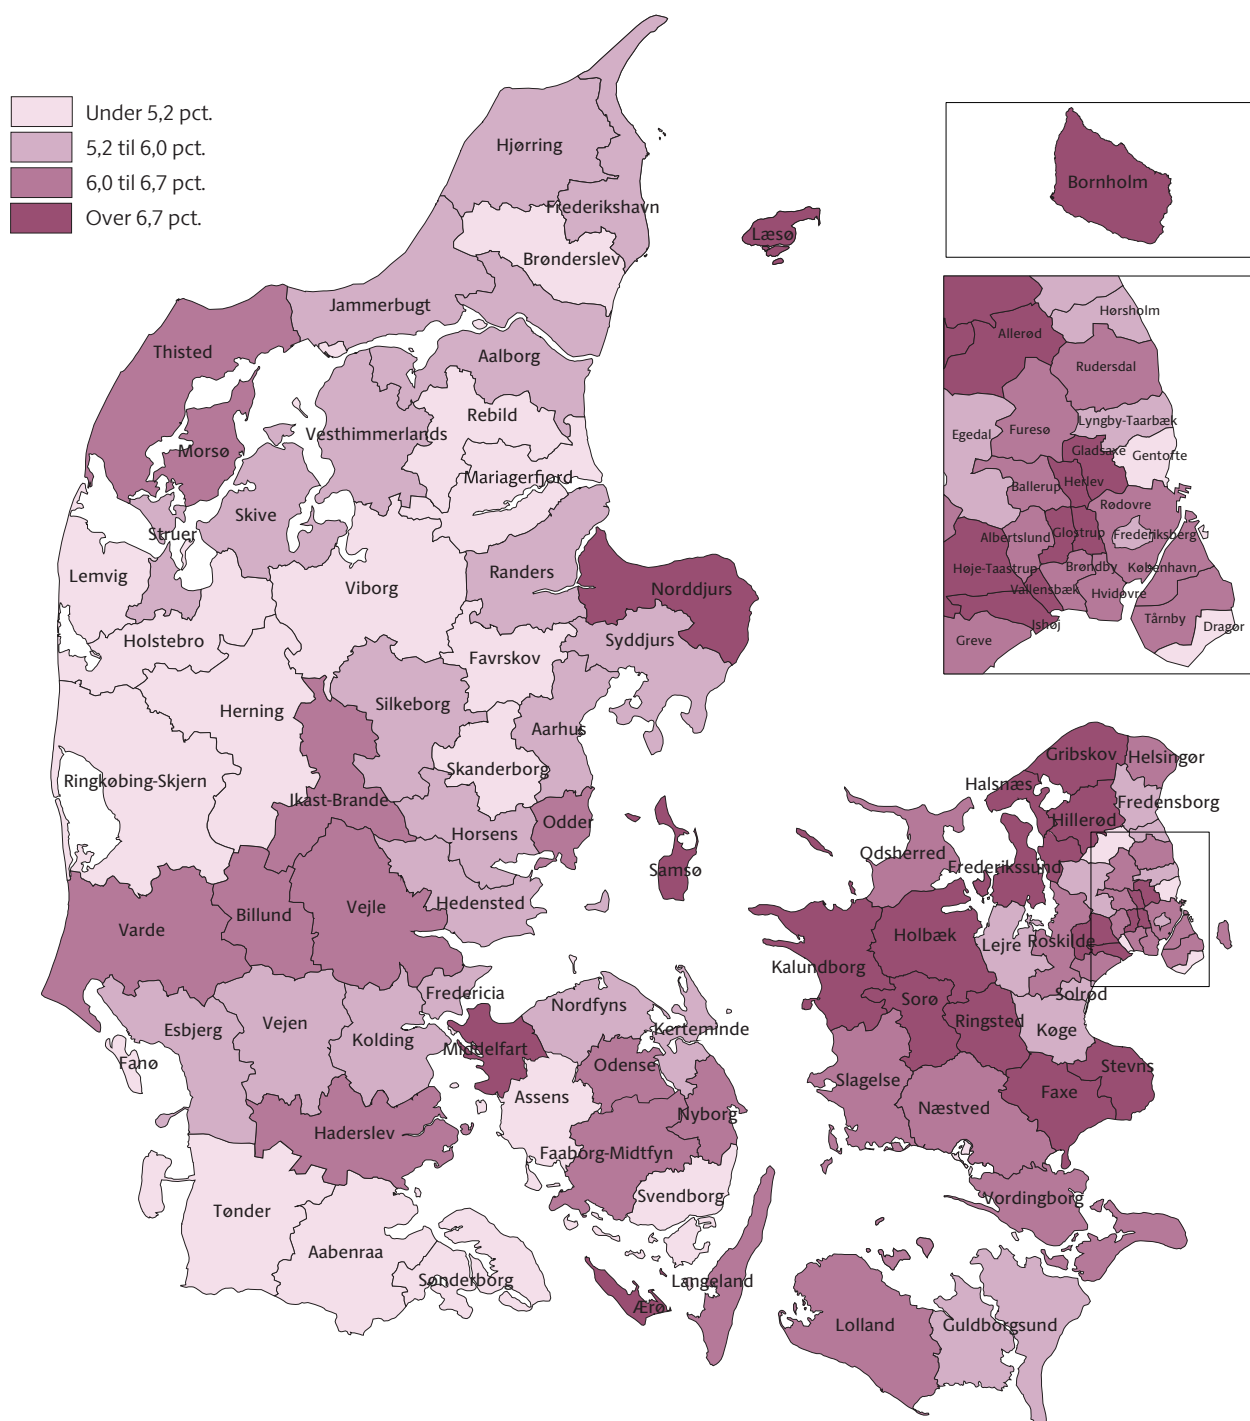 Under 5,2 pct.
5,2 til 6,0 pct.
6,0 til 6,7 pct.
Over 6,7 pct.
Hjørring
Frederikshavn
Læsø
Brønderslev
Jammerbugt
Thisted
Aalborg
Rebild
Vesthimmerlands
Morsø
Mariagerfjord
Skive
Struer
Lemvig
Viborg
Randers
Norddjurs
Holstebro
Favrskov
Syddjurs
Silkeborg
Herning
Aarhus
Skanderborg
Ringkøbing-Skjern
Ikast-Brande
Horsens
Odder
Samsø
Hedensted
Vejle
Billund
Varde
Fredericia
Esbjerg
Vejen
Kolding
Fanø
Haderslev
Tønder
Aabenraa
Sønderborg
Nordfyns
Kerteminde
Middelfart
Odense
Assens
Nyborg
Faaborg-Midtfyn
Svendborg
Langeland
Ærø
Bornholm
Hørsholm
Allerød
Rudersdal
Lyngby-Taarbæk
Furesø
Egedal
Gladsaxe
Gentofte
Herlev
Ballerup
Rødovre
Glostrup
Frederiksberg
Albertslund
Høje-Taastrup
Brøndby
København
Vallensbæk
Hvidovre
Ishøj
Tårnby
Dragør
Greve
Gribskov
Helsingør
Halsnæs
Fredensborg
Hillerød
Odsherred
Frederikssund
Holbæk
Lejre
Roskilde
Kalundborg
Solrød
Sorø
Ringsted
Køge
Stevns
Slagelse
Faxe
Næstved
Vordingborg
Lolland
Guldborgsund